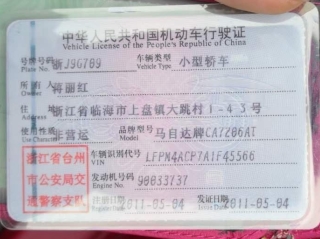 中华人民共和国机动车行驶证
Vehicle License of the People's Republic of China
号牌号码 浙J9G789 车辆类型 小型轿车
Plate No. Vehicle Type
所有人 蒋丽红
Owner
住址 浙江省临海市上盘镇大跳村1-43号
Address
使用性质 非营运 品牌型号 马自达牌CA7206AT
Use Character Model
浙江省台州
市公安局交
通警察支队
车辆识别代号 LFPN4ACP7A1F45566
VIN
发动机号码 90033737
Engine No.
注册日期 2011-05-04 发证日期 2011-05-04
Register Date Issue Date